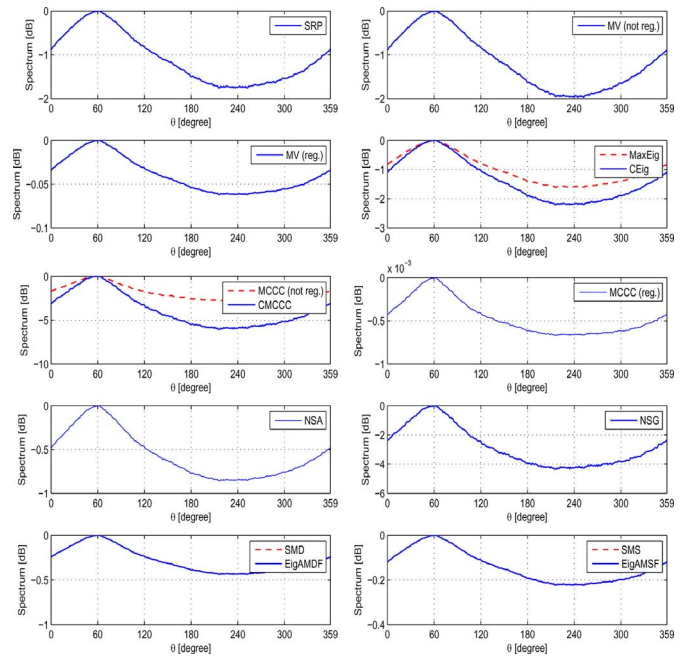 0
−1
−2
Spectrum [dB]
SRP
0 60 120 180 240 300 359
θ [degree]
0
−1
−2
Spectrum [dB]
MV (not reg.)
0 60 120 180 240 300 359
θ [degree]
0
−0.05
−0.1
Spectrum [dB]
MV (reg.)
0 60 120 180 240 300 359
θ [degree]
0
−1
−2
−3
Spectrum [dB]
MaxEig
CEig
0 60 120 180 240 300 359
θ [degree]
0
−5
−10
Spectrum [dB]
MCCC (not reg.)
CMCCC
0 60 120 180 240 300 359
θ [degree]
x 10⁻³
0
−0.5
−1
Spectrum [dB]
MCCC (reg.)
0 60 120 180 240 300 359
θ [degree]
0
−0.5
−1
Spectrum [dB]
NSA
0 60 120 180 240 300 359
θ [degree]
0
−2
−4
−6
Spectrum [dB]
NSG
0 60 120 180 240 300 359
θ [degree]
0
−0.5
−1
Spectrum [dB]
SMD
EigAMDF
0 60 120 180 240 300 359
θ [degree]
0
−0.2
−0.4
Spectrum [dB]
SMS
EigAMSF
0 60 120 180 240 300 359
θ [degree]